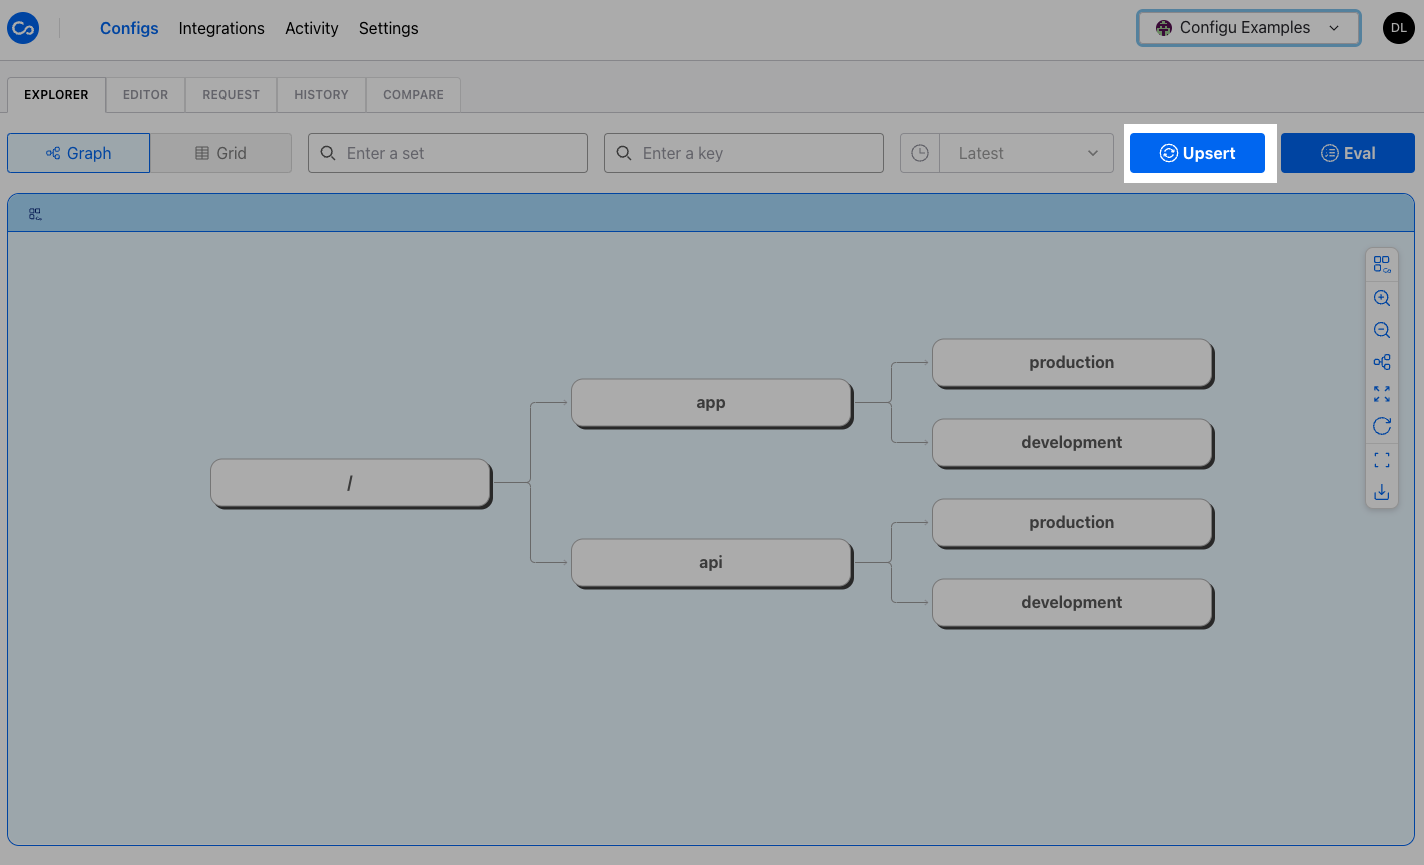 Configs Integrations Activity Settings Configu Examples DL
EXPLORER EDITOR REQUEST HISTORY COMPARE
Graph Grid Enter a set Enter a key Latest Upsert Eval
production
app
development
/
production
api
development